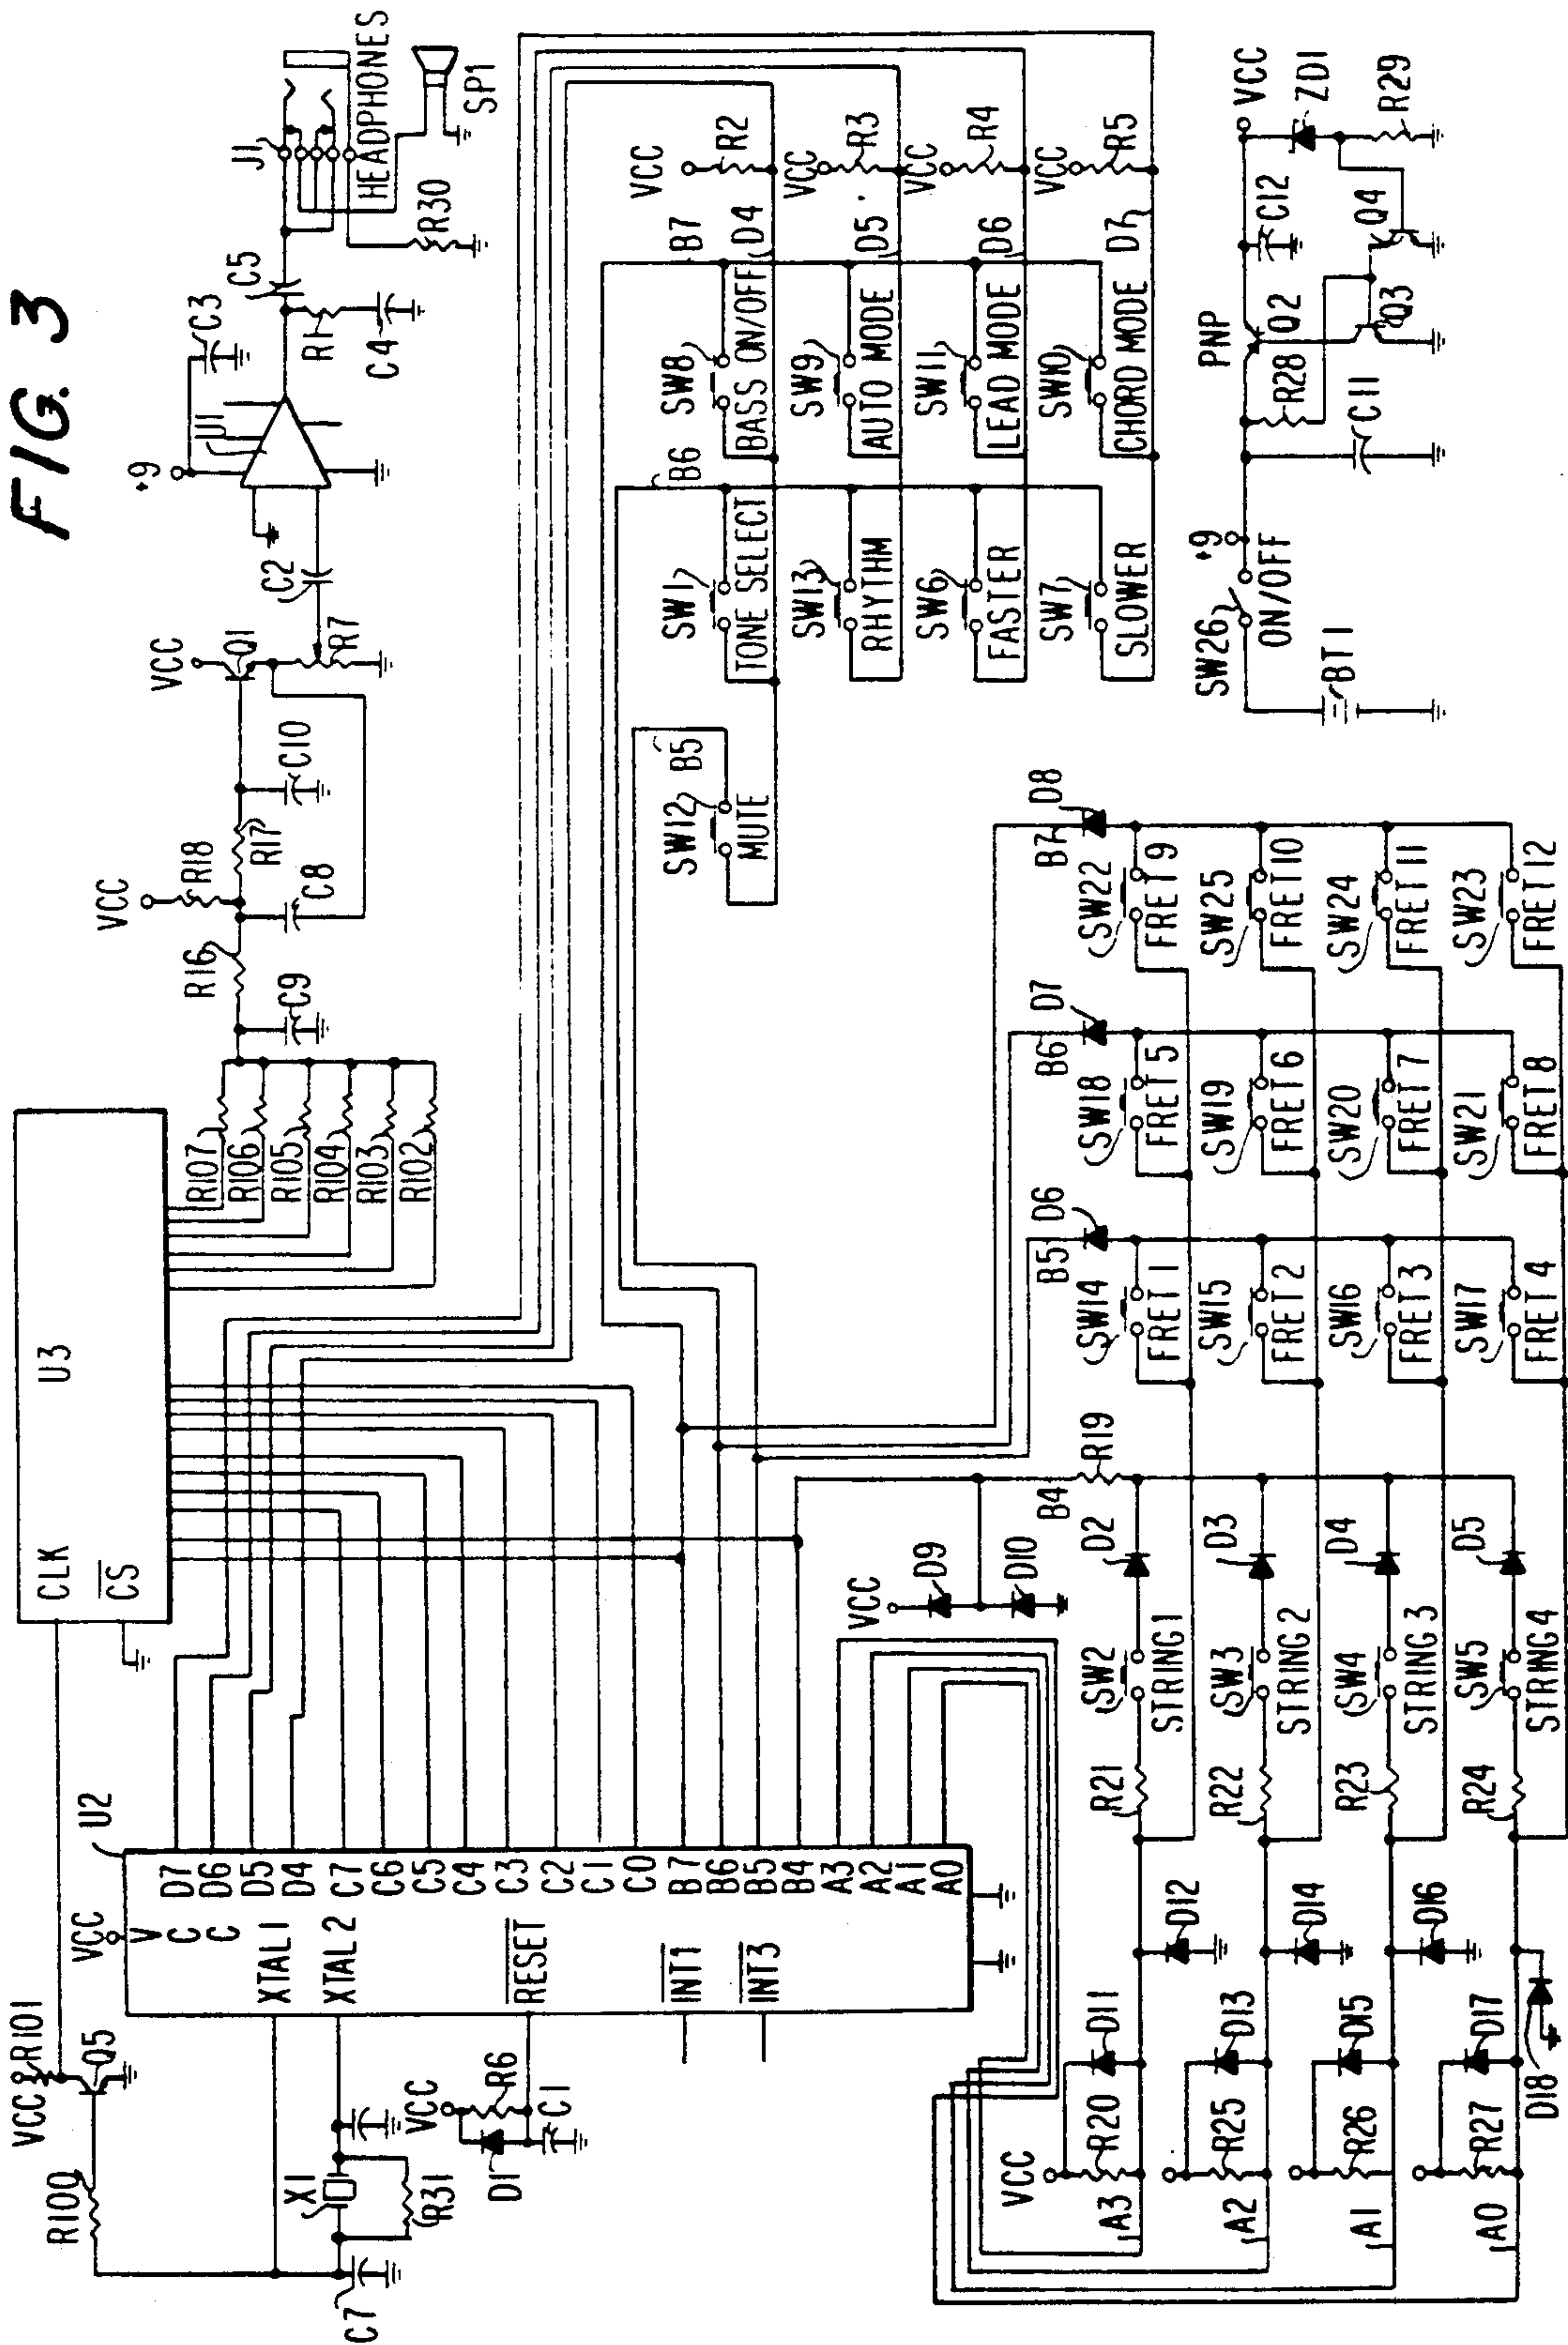 FIG. 3
VCC
R101
Q5
R100
X1
R31
C7
VCC
R6
D1
C1
U2
VCC
VCC
XTAL1
XTAL2
RESET
INT1
INT3
D7
D6
D5
D4
C7
C6
C5
C4
C3
C2
C1
C0
B7
B6
B5
B4
A3
A2
A1
A0
CLK
CS
U3
R107
R106
R105
R104
R103
R102
C9
R16
VCC
R18
R17
C8
C10
VCC
Q1
R7
C2
+9
U1
C3
R1
C4
C5
J1
HEADPHONES
R30
SP1
SW12
B5
MUTE
B6
SW1
TONE SELECT
SW13
RHYTHM
SW6
FASTER
SW7
SLOWER
B7
SW8
BASS ON/OFF
D4
SW9
AUTO MODE
D5
SW11
LEAD MODE
D6
SW10
CHORD MODE
D7
VCC
R2
VCC
R3
VCC
R4
VCC
R5
SW26
ON/OFF
+9
BT1
C11
R28
PNP
Q2
Q3
Q4
C12
VCC
ZD1
R29
VCC
D9
D10
B4
R19
B5
D6
B6
D7
B7
D8
VCC
R20
D11
A3
D12
R21
SW2
STRING 1
D2
SW14
FRET 1
SW18
FRET 5
SW22
FRET 9
R25
D13
A2
D14
R22
SW3
STRING 2
D3
SW15
FRET 2
SW19
FRET 6
SW25
FRET 10
R26
D15
A1
D16
R23
SW4
STRING 3
D4
SW16
FRET 3
SW20
FRET 7
SW24
FRET 11
R27
D17
A0
D18
R24
SW5
STRING 4
D5
SW17
FRET 4
SW21
FRET 8
SW23
FRET 12